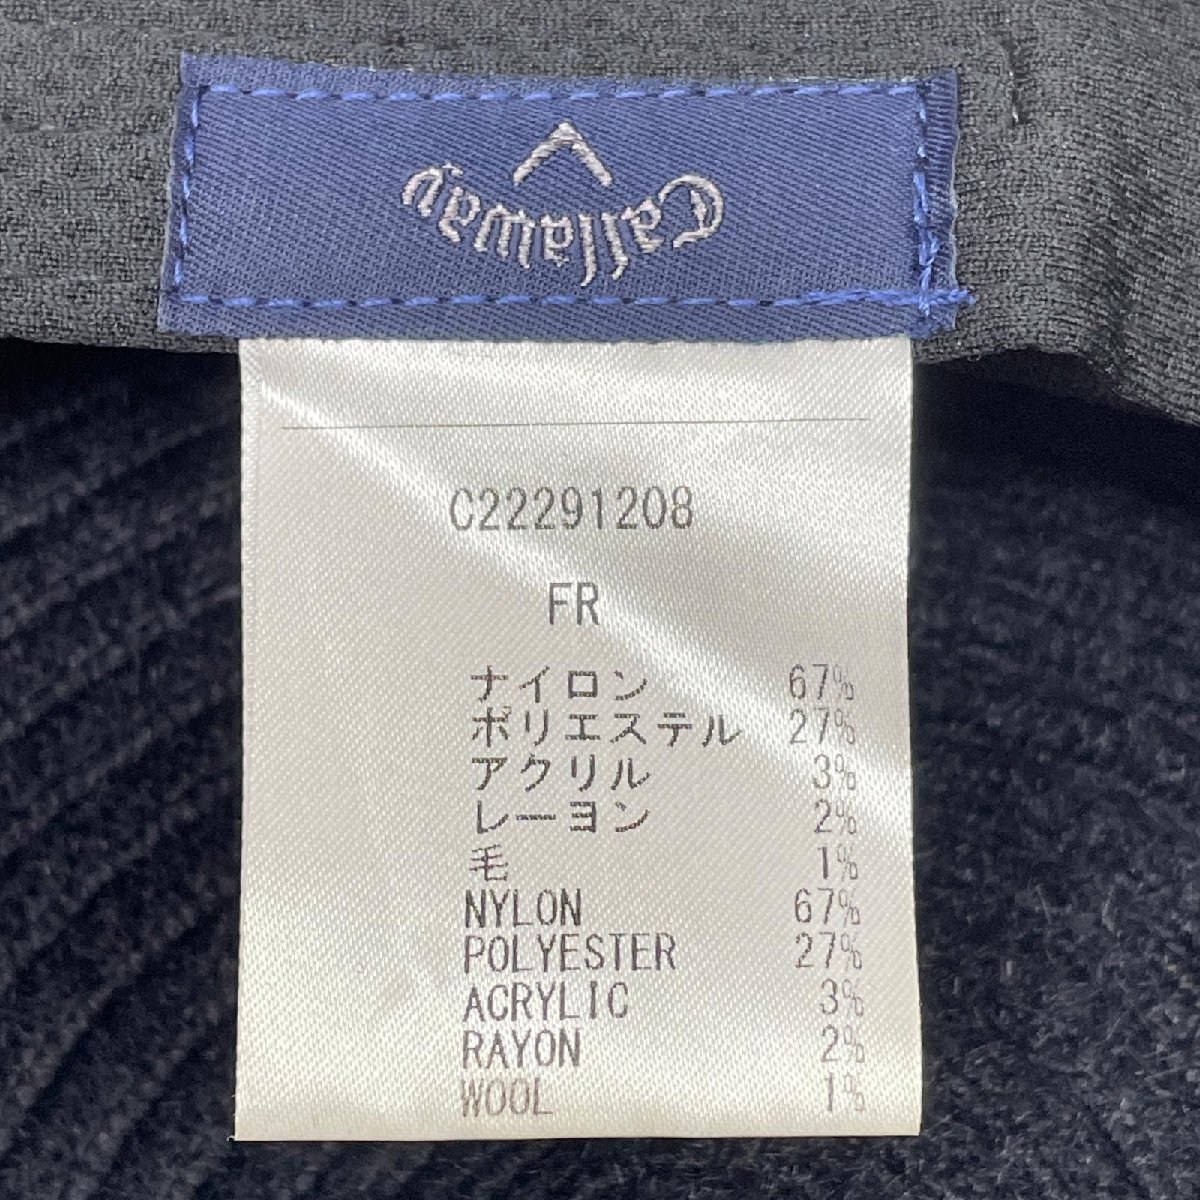 Callaway
C22291208
FR
ナイロン 67%
ポリエステル 27%
アクリル 3%
レーヨン 2%
毛 1%
NYLON 67%
POLYESTER 27%
ACRYLIC 3%
RAYON 2%
WOOL 1%